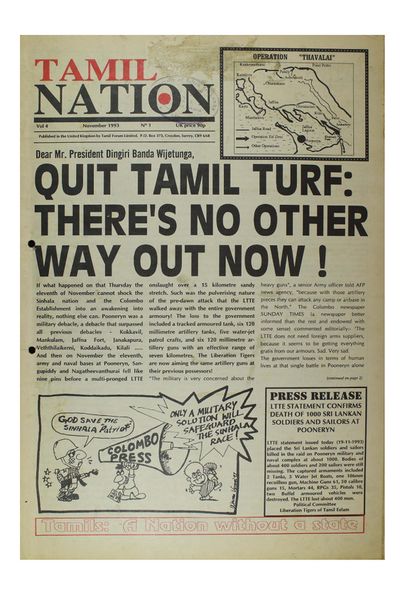 TAMIL
NATION
Vol 4 November 1993 No 1 UK price 90p
Published in the United Kingdom by Tamil Forum Limited. P.O. Box 375, Croydon, Surrey,
OPERATION "THAVALAI"
Dear Mr. President Dingiri Banda Wijetunga,
QUIT TAMIL TURF:
THERE'S NO OTHER
WAY OUT NOW !
If what happened on that Thursday the
eleventh of November cannot shock the
Sinhala nation and the Colombo
Establishment into an awakening into
reality, nothing else can. Pooneryn was a
military debacle, a debacle that surpassed
all previous debacles - Kokkavil,
Mankulam, Jaffna Fort, Janakapura,
Veththilaikerni, Koddaikadu, Kilali .....
And then on November the eleventh,
army and naval bases at Pooneryn, San-
gupiddy and Nagatheevanthurai fell like
nine pins before a multi-pronged LTTE
onslaught over a 15 kilometre sandy
stretch. Such was the pulverising nature
of the pre-dawn attack that the LTTE
walked away with the entire government
armoury! The loss to the government
included a tracked armoured tank, six 120
millimetre artillery tanks, five water-jet
patrol crafts, and six 120 millimetre ar-
tillery guns with an effective range of
seven kilometres. The Liberation Tigers
are now aiming the same artillery guns at
their previous possessors!
"The military is very concerned about the
heavy guns", a senior Army officer told AFP
news agency, "because with those artillery
pieces they can attack any camp or airbase in
the North." The Colombo newspaper
SUNDAY TIMES (a newspaper better
informed than the rest and endowed with
some sense) commented editorially:- 'The
LTTE does not need foreign arms suppliers,
because it seems to be getting everything
gratis from our armours. Sad. Very sad.
The government losses in terms of human
lives at that single battle in Pooneryn alone
(continued on page 2)
GOD SAVE THE
SINHALA POLITY
COLOMBO
PRESS
ONLY A MILITARY
SOLUTION WILL
SAFEGUARD
THE SINHALA
RACE!
PRESS RELEASE
LTTE STATEMENT CONFIRMS
DEATH OF 1000 SRI LANKAN
SOLDIERS AND SAILORS AT
POONERYN
LTTE statement issued today (19-11-1993)
placed the Sri Lankan soldiers and sailors
killed in the raid on Pooneryn military and
naval complex at about 1000. Bodies of
about 400 soldiers and 200 sailors were still
missing. The captured armaments included
2 Tanks, 5 Water Jet Boats, one 106mm
recoilless gun, Machine Guns 61, 50 calibre
guns 15, Mortars 44, RPGs 35, Pistols 10,
two Buffel armoured vehicles were
destroyed. The LTTE lost about 400 men.
Political Committee
Liberation Tigers of Tamil Eelam
Tamils: A Nation without a state